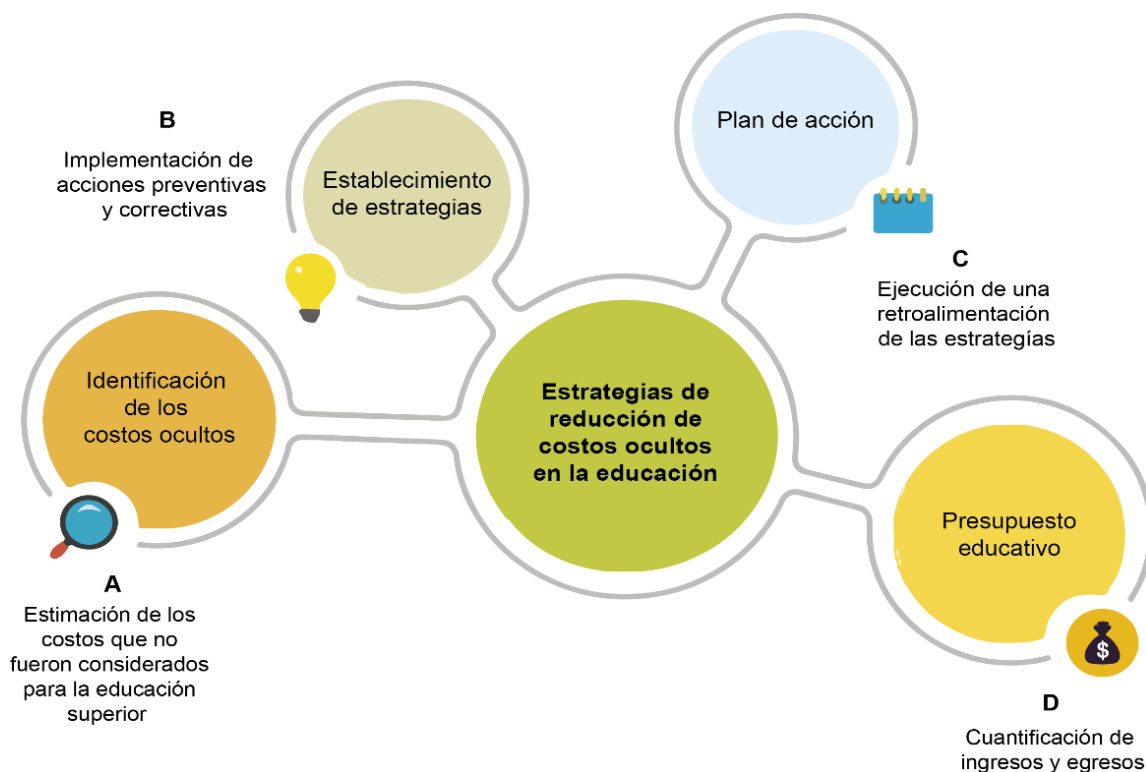 B
Implementación de
acciones preventivas
y correctivas
Establecimiento
de estrategias
Plan de acción
C
Ejecución de una
retroalimentación
de las estrategías
Identificación
de los
costos ocultos
Estrategias de
reducción de
costos ocultos
en la educación
Presupuesto
educativo
A
Estimación de los
costos que no
fueron considerados
para la educación
superior
$
D
Cuantificación de
ingresos y egresos